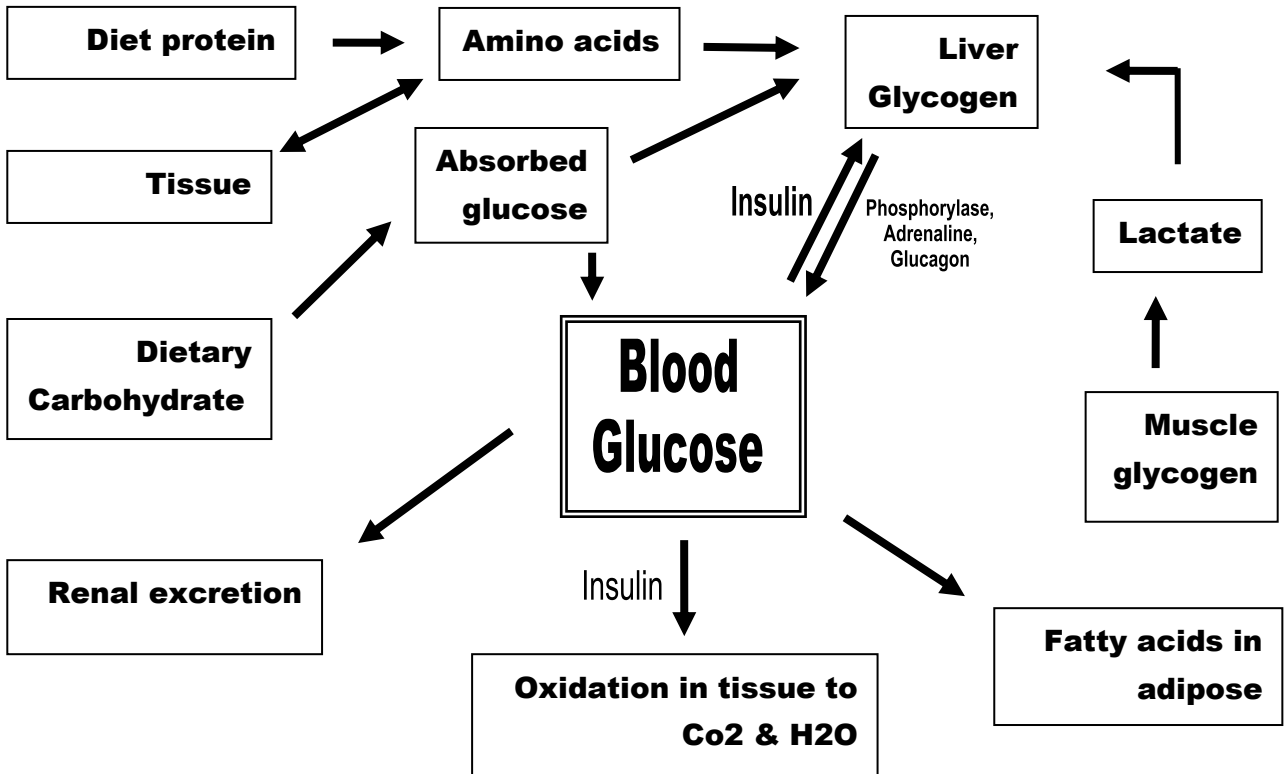 Diet protein
Amino acids
Liver
Glycogen
Tissue
Absorbed
glucose
Insulin
Phosphorylase,
Adrenaline,
Glucagon
Lactate
Dietary
Carbohydrate
Blood
Glucose
Muscle
glycogen
Renal excretion
Insulin
Fatty acids in
adipose
Oxidation in tissue to
Co2 & H2O